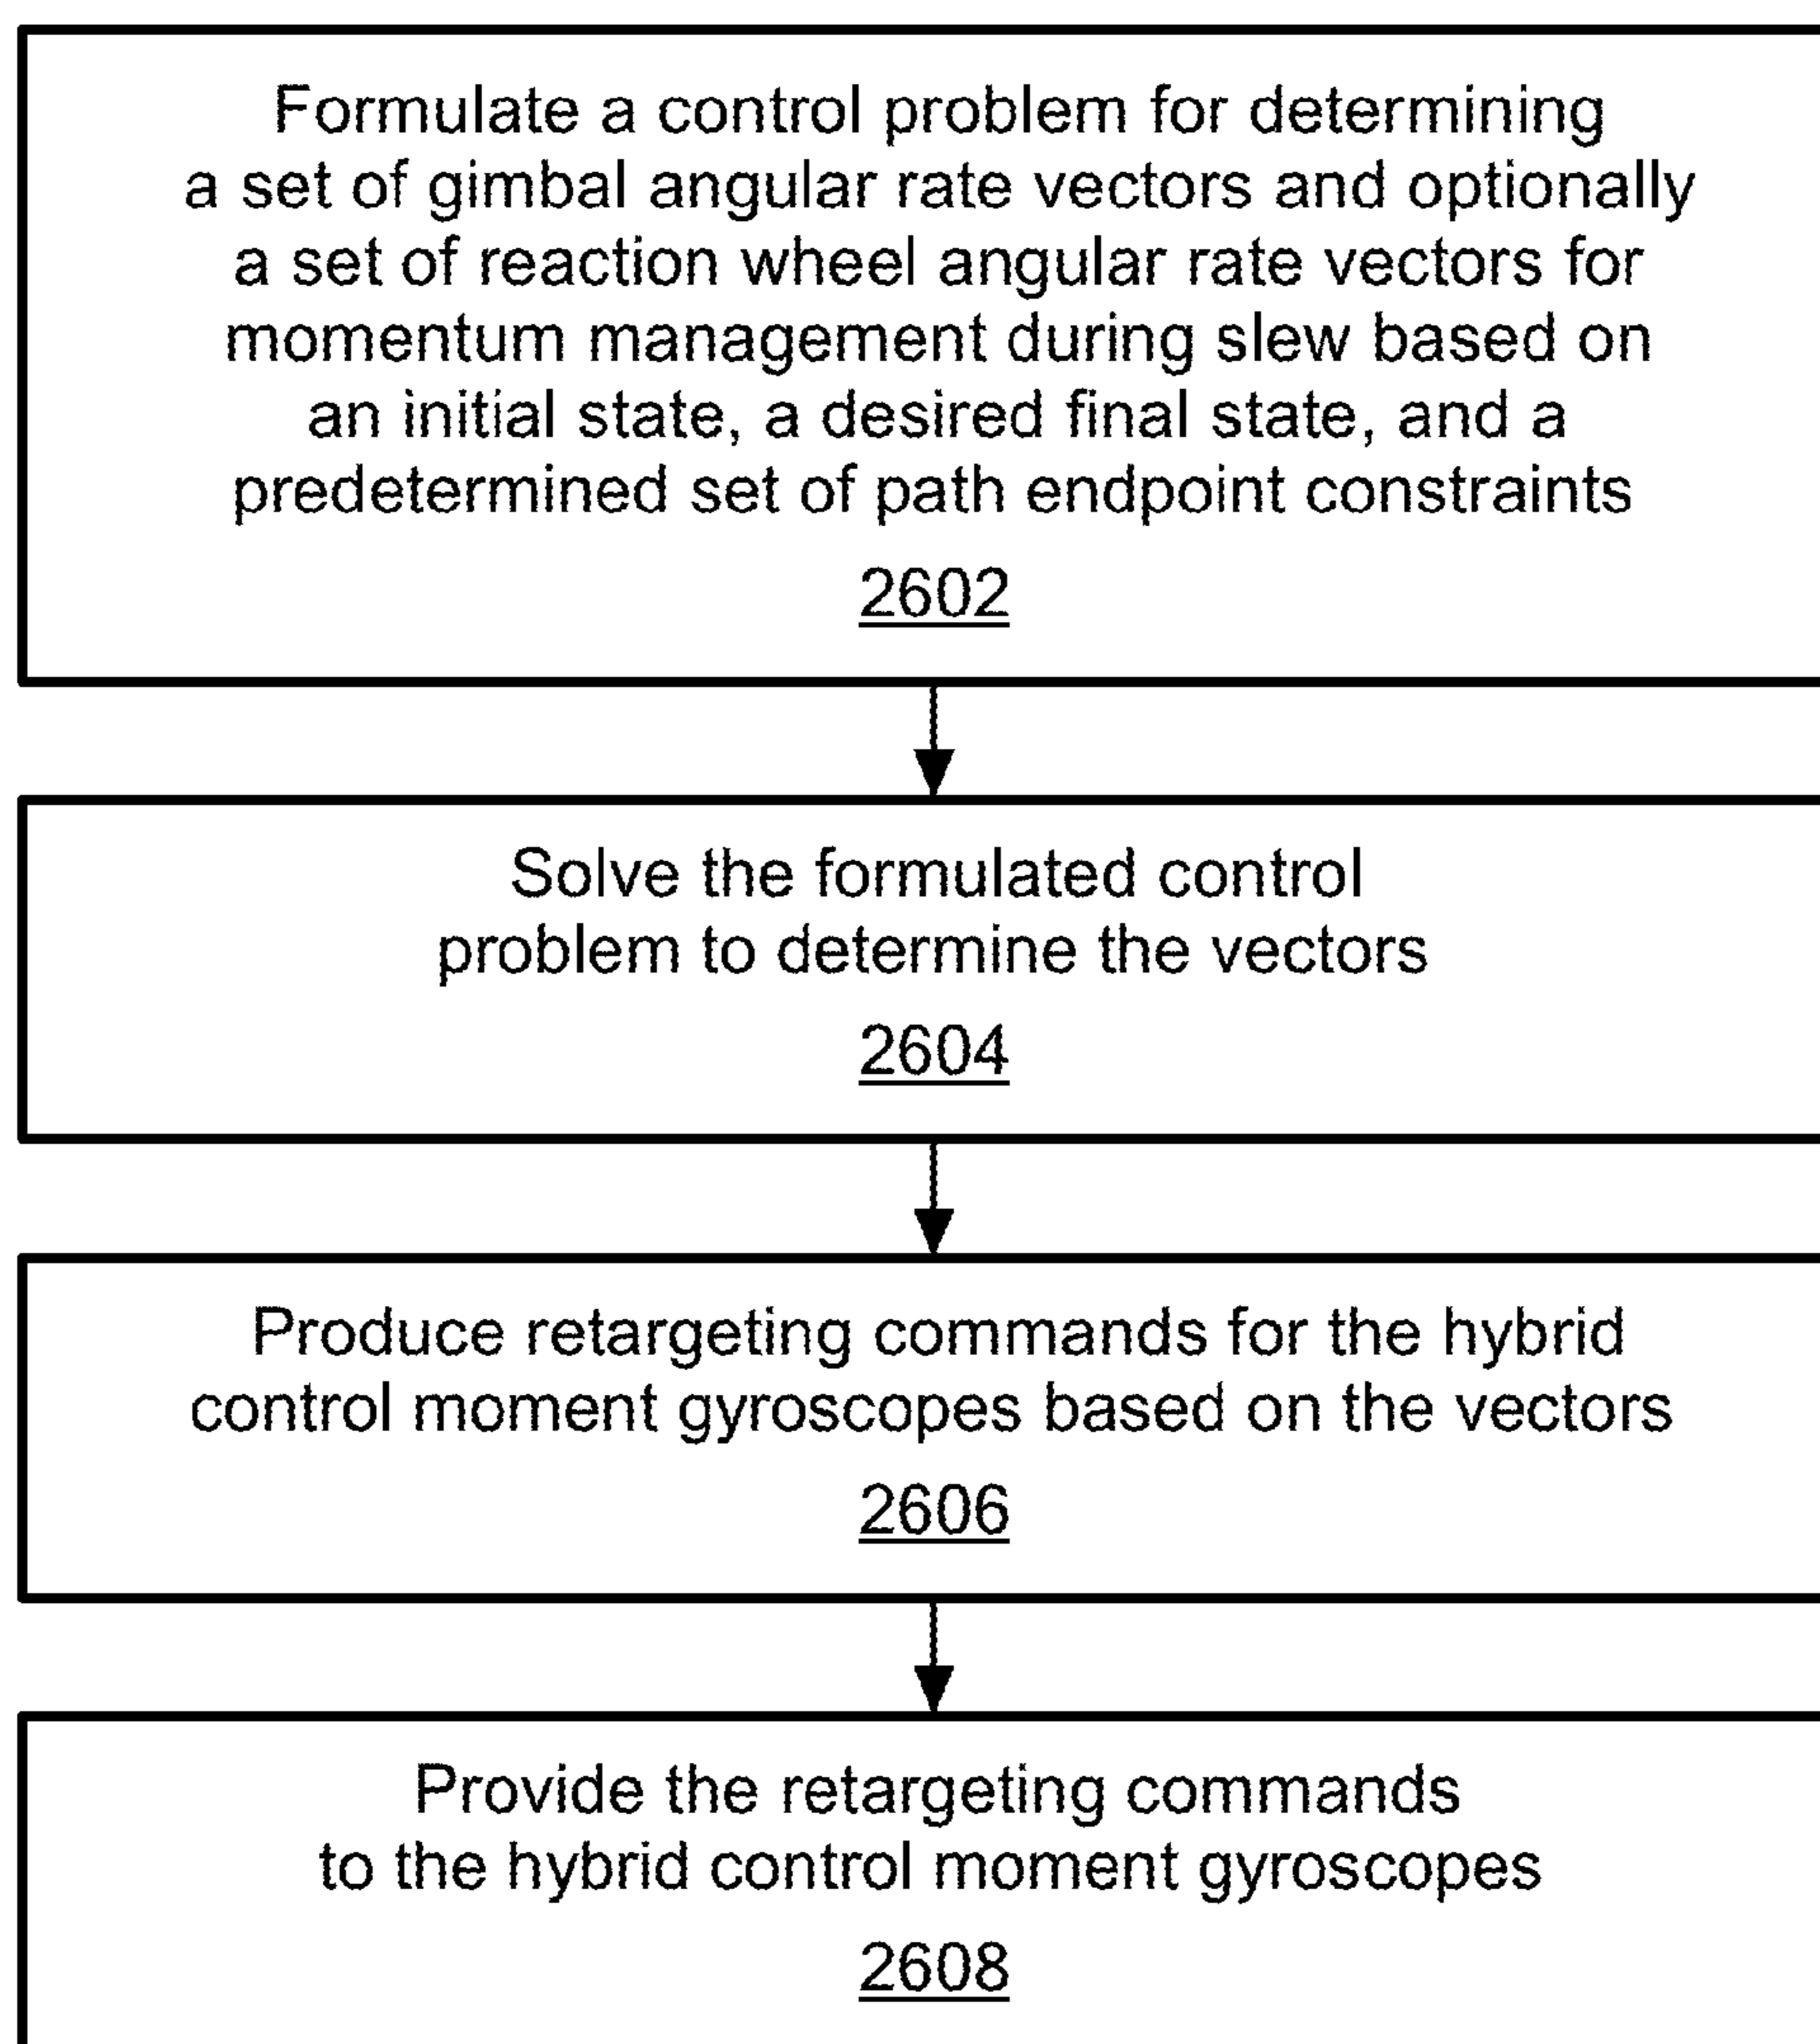 Formulate a control problem for determining
a set of gimbal angular rate vectors and optionally
a set of reaction wheel angular rate vectors for
momentum management during slew based on
an initial state, a desired final state, and a
predetermined set of path endpoint constraints
2602
Solve the formulated control
problem to determine the vectors
2604
Produce retargeting commands for the hybrid
control moment gyroscopes based on the vectors
2606
Provide the retargeting commands
to the hybrid control moment gyroscopes
2608